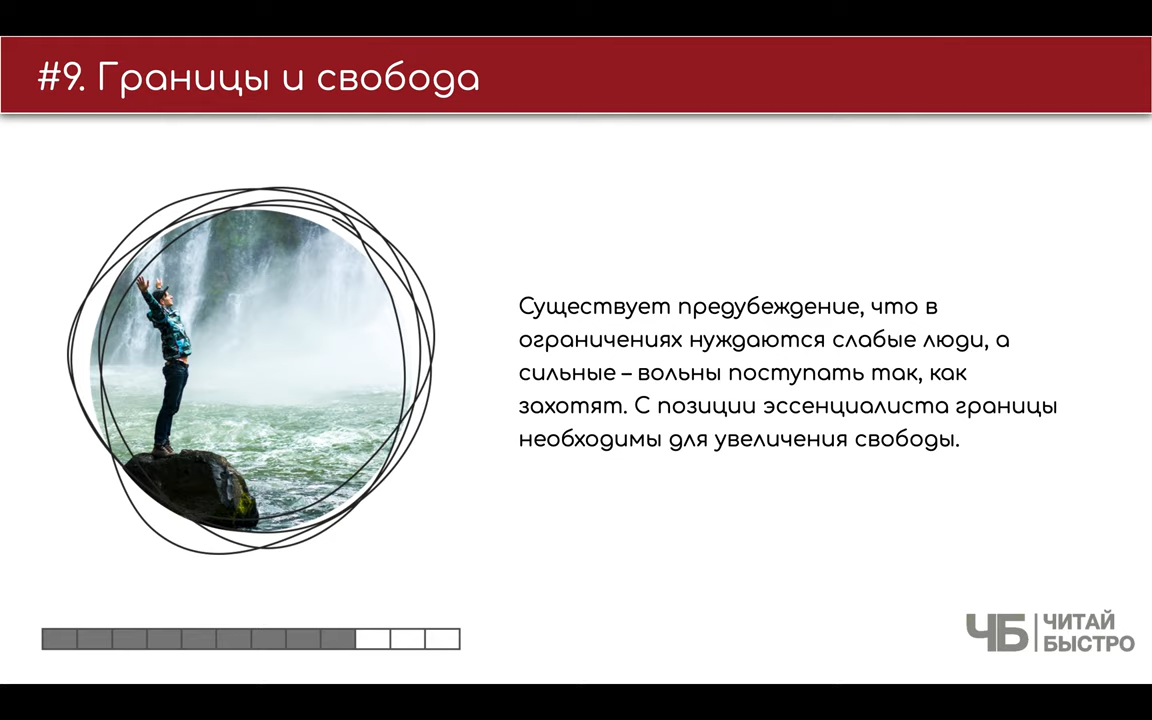 #9. Границы и свобода
Существует предубеждение, что в
ограничениях нуждаются слабые люди, а
сильные – вольны поступать так, как
захотят. С позиции эссенциалиста границы
необходимы для увеличения свободы.
ЧБ
ЧИТАЙ
БЫСТРО